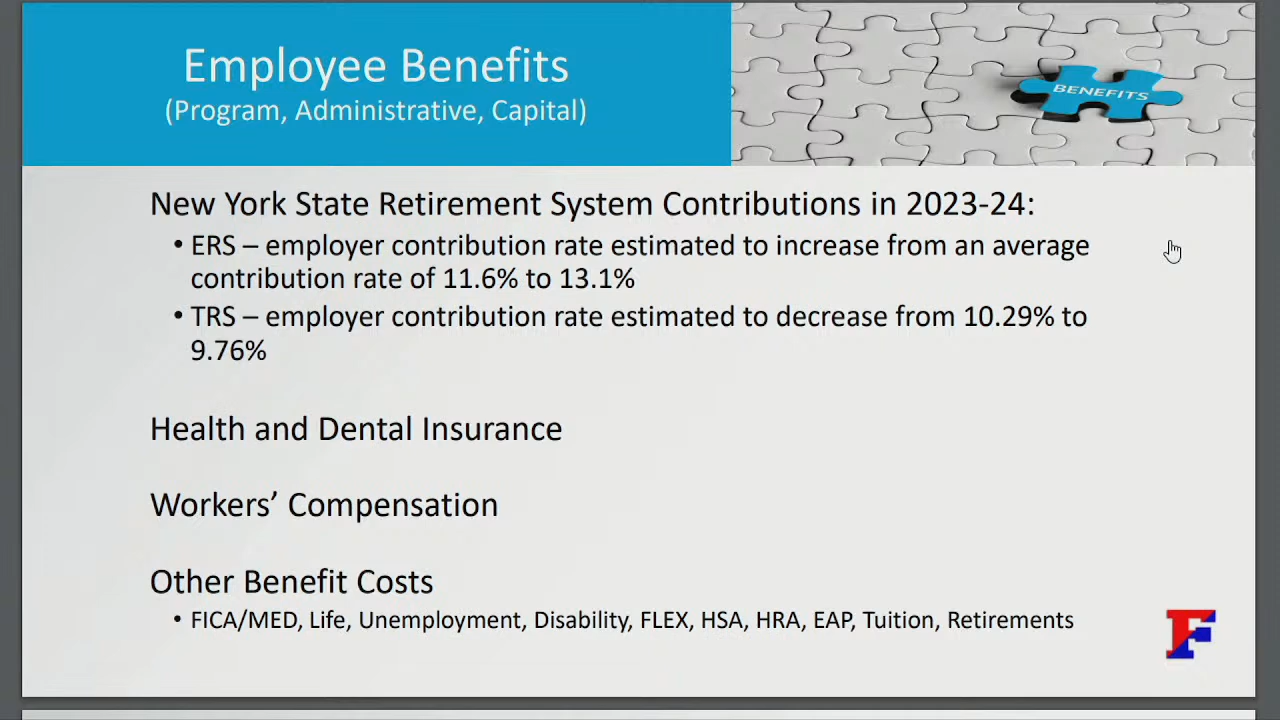 Employee Benefits
(Program, Administrative, Capital)
BENEFITS
New York State Retirement System Contributions in 2023-24:
• ERS – employer contribution rate estimated to increase from an average
contribution rate of 11.6% to 13.1%
• TRS – employer contribution rate estimated to decrease from 10.29% to
9.76%
Health and Dental Insurance
Workers’ Compensation
Other Benefit Costs
• FICA/MED, Life, Unemployment, Disability, FLEX, HSA, HRA, EAP, Tuition, Retirements
F